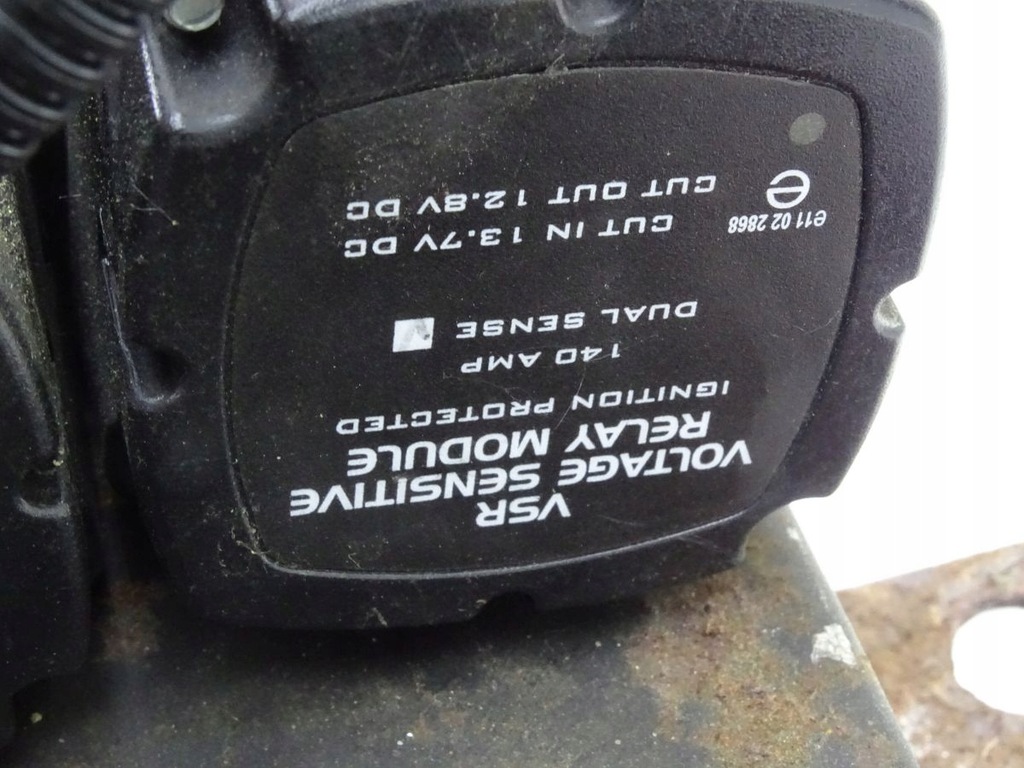 VSR
VOLTAGE SENSITIVE
RELAY MODULE
IGNITION PROTECTED
140 AMP
DUAL SENSE
CUT IN 13.7V DC
CUT OUT 12.8V DC
e11 02 2868
e